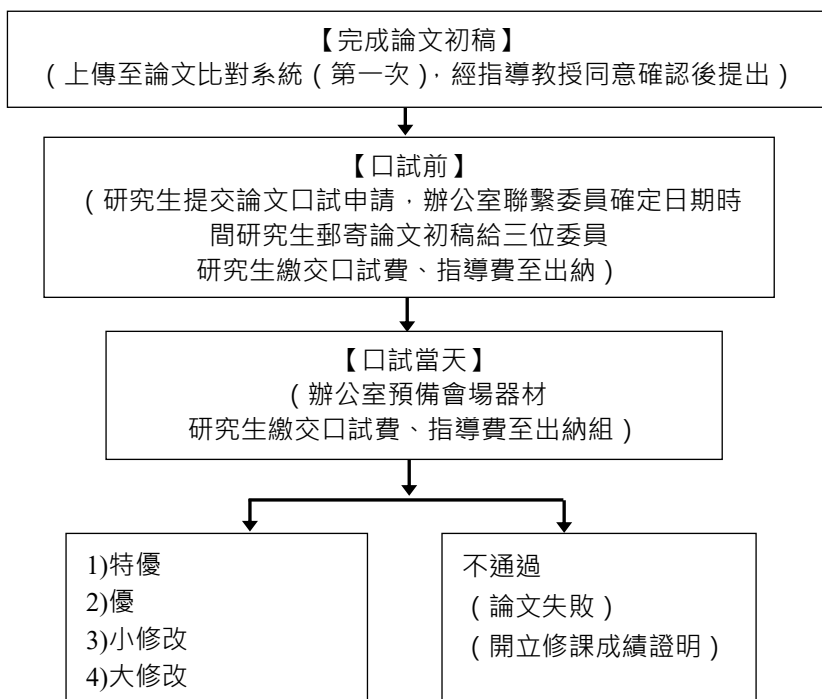 【完成論文初稿】
(上傳至論文比對系統(第一次)，經指導教授同意確認後提出)
【口試前】
(研究生提交論文口試申請，辦公室聯繫委員確定日期時
間研究生郵寄論文初稿給三位委員
研究生繳交口試費、指導費至出納)
【口試當天】
(辦公室預備會場器材
研究生繳交口試費、指導費至出納組)
1)特優
2)優
3)小修改
4)大修改
不通過
(論文失敗)
(開立修課成績證明)